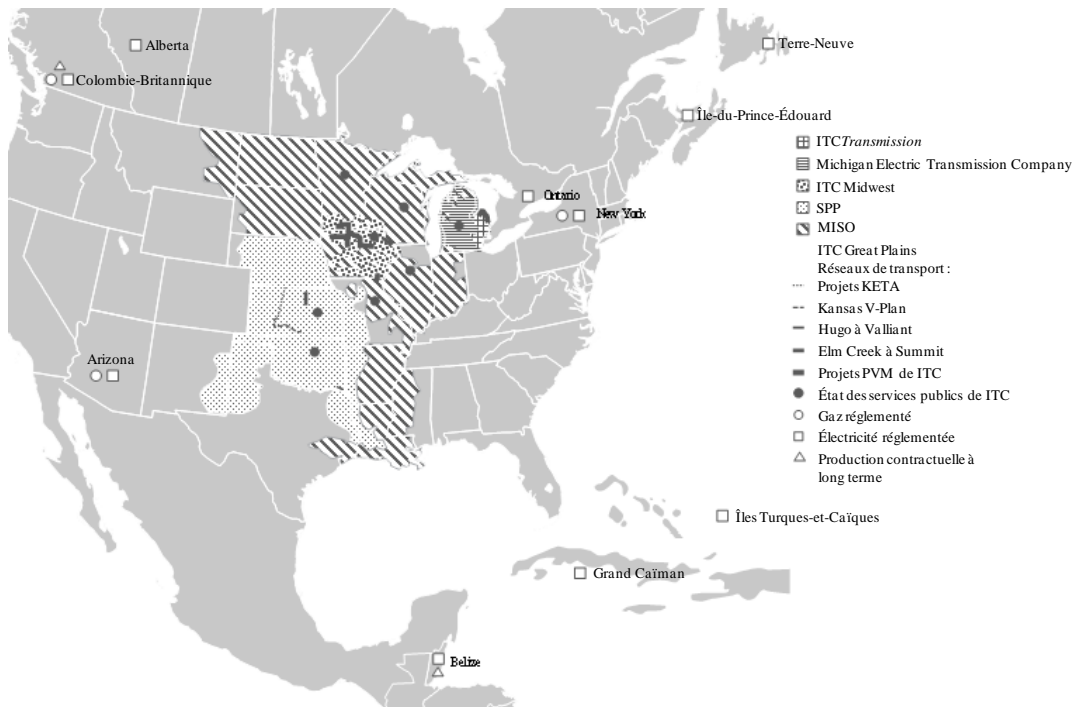 Alberta
Terre-Neuve
Colombie-Britannique
Île-du-Prince-Édouard
ITCTransmission
Michigan Electric Transmission Company
ITC Midwest
SPP
MISO
ITC Great Plains
Réseaux de transport :
Projets KETA
Kansas V-Plan
Hugo à Valliant
Elm Creek à Summit
Projets PVM de ITC
État des services publics de ITC
Gaz réglementé
Électricité réglementée
Production contractuelle à
long terme
Ontario
New York
Arizona
Îles Turques-et-Caïques
Grand Caïman
Belize